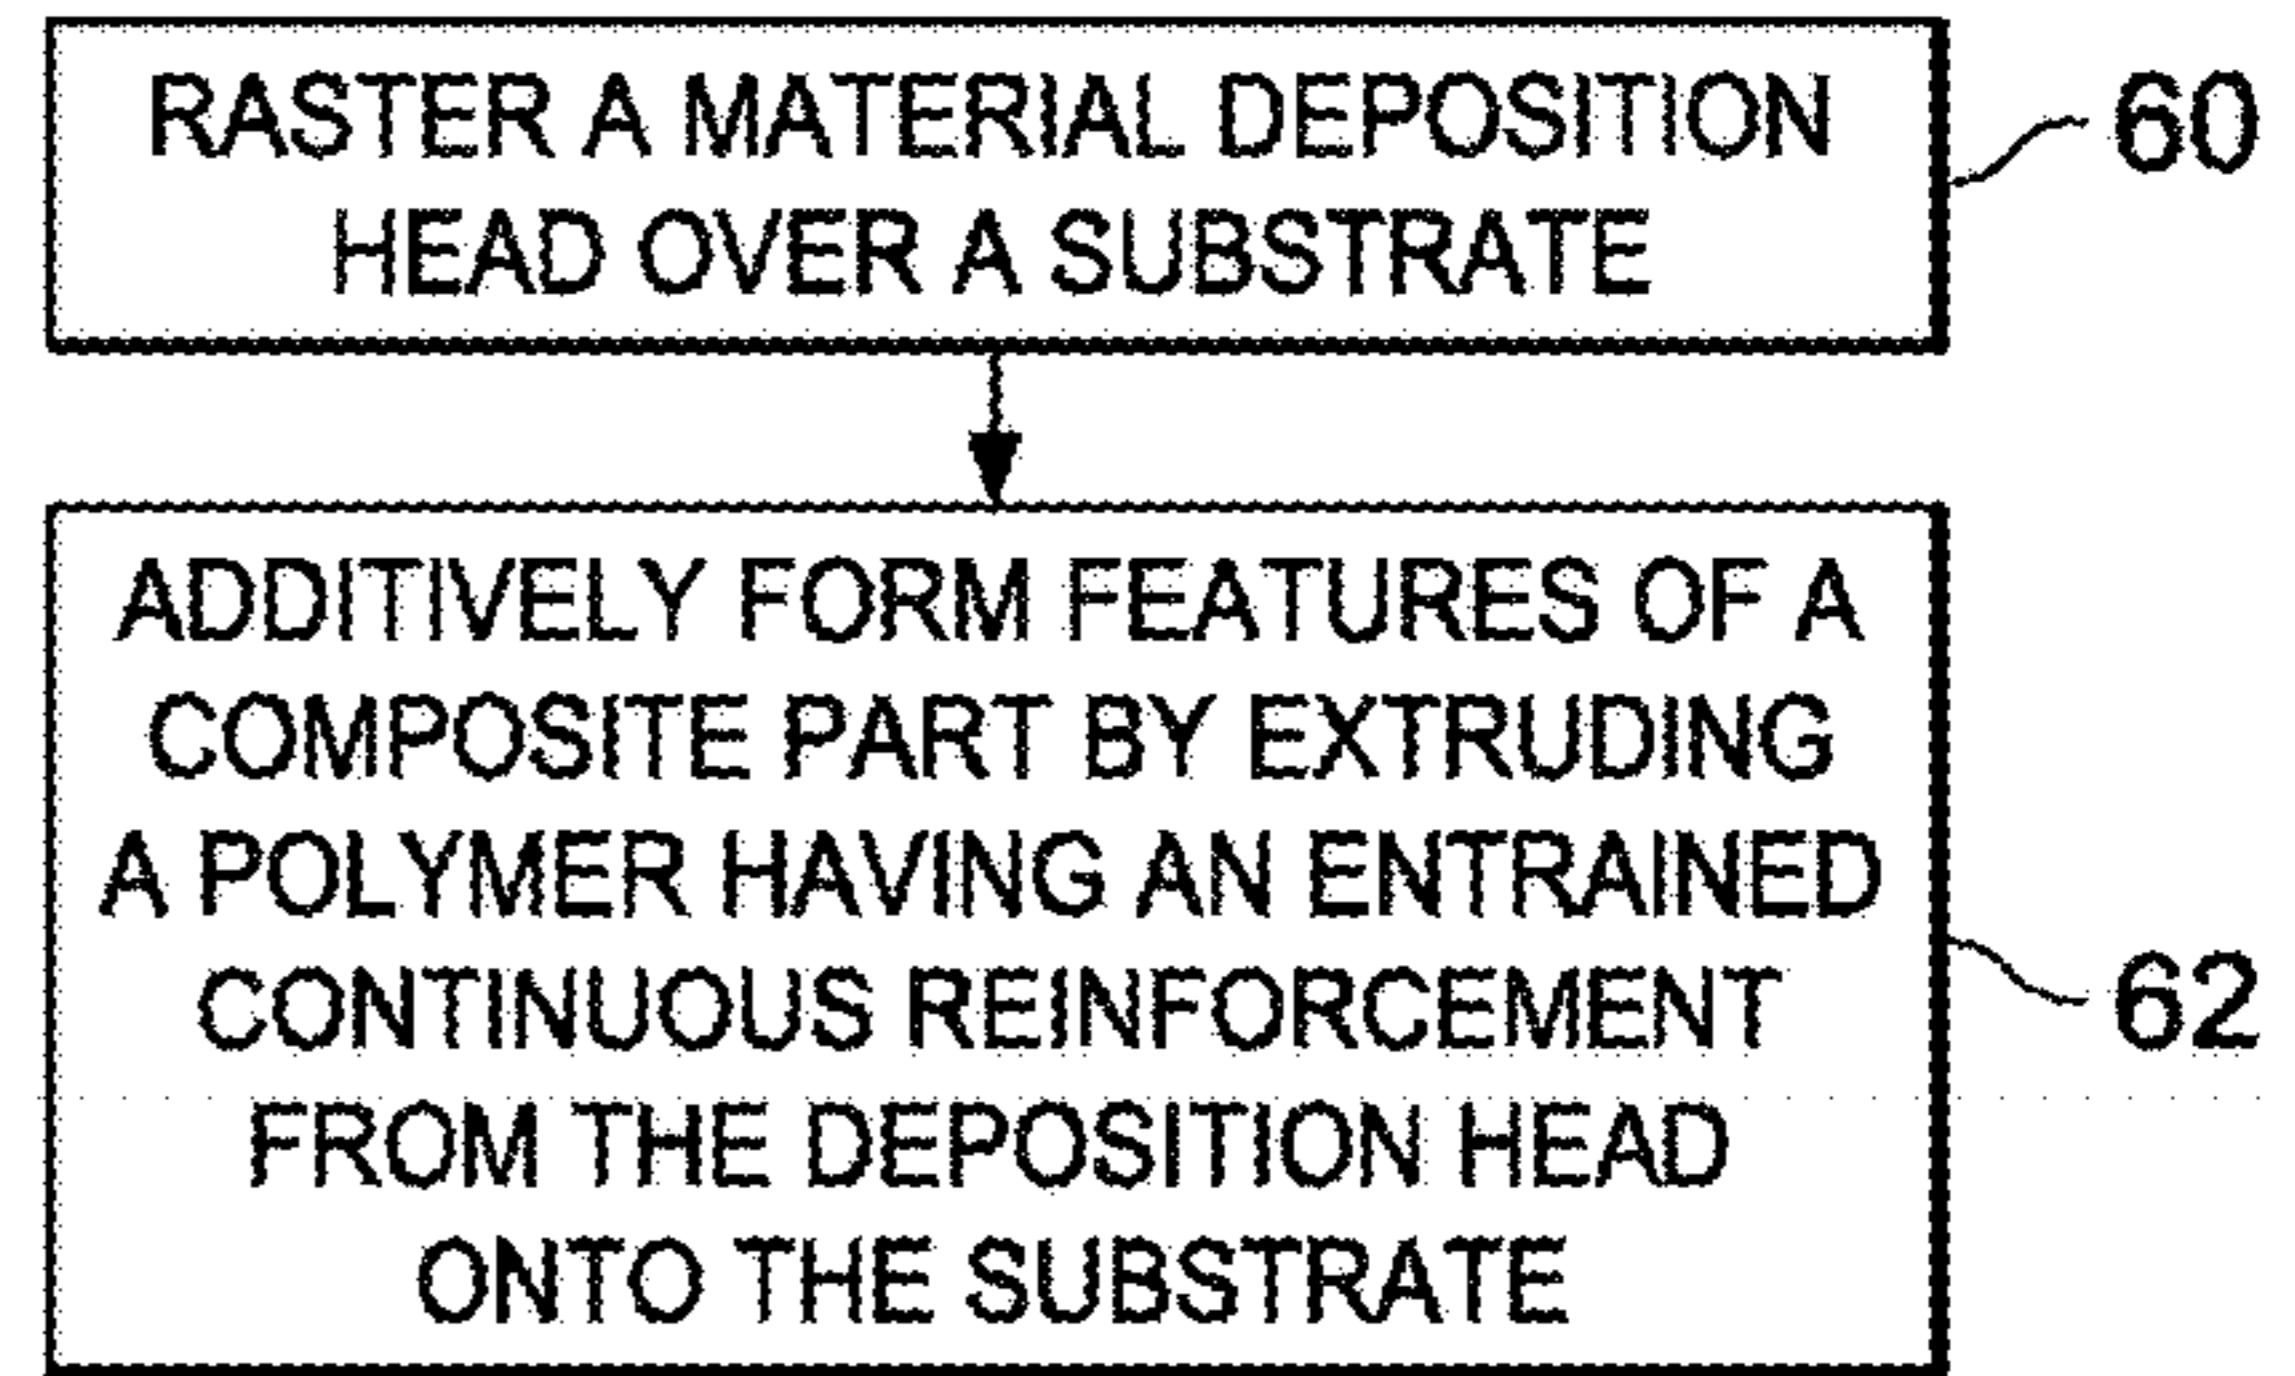 RASTER A MATERIAL DEPOSITION
HEAD OVER A SUBSTRATE
60
ADDITIVELY FORM FEATURES OF A
COMPOSITE PART BY EXTRUDING
A POLYMER HAVING AN ENTRAINED
CONTINUOUS REINFORCEMENT
FROM THE DEPOSITION HEAD
ONTO THE SUBSTRATE
62